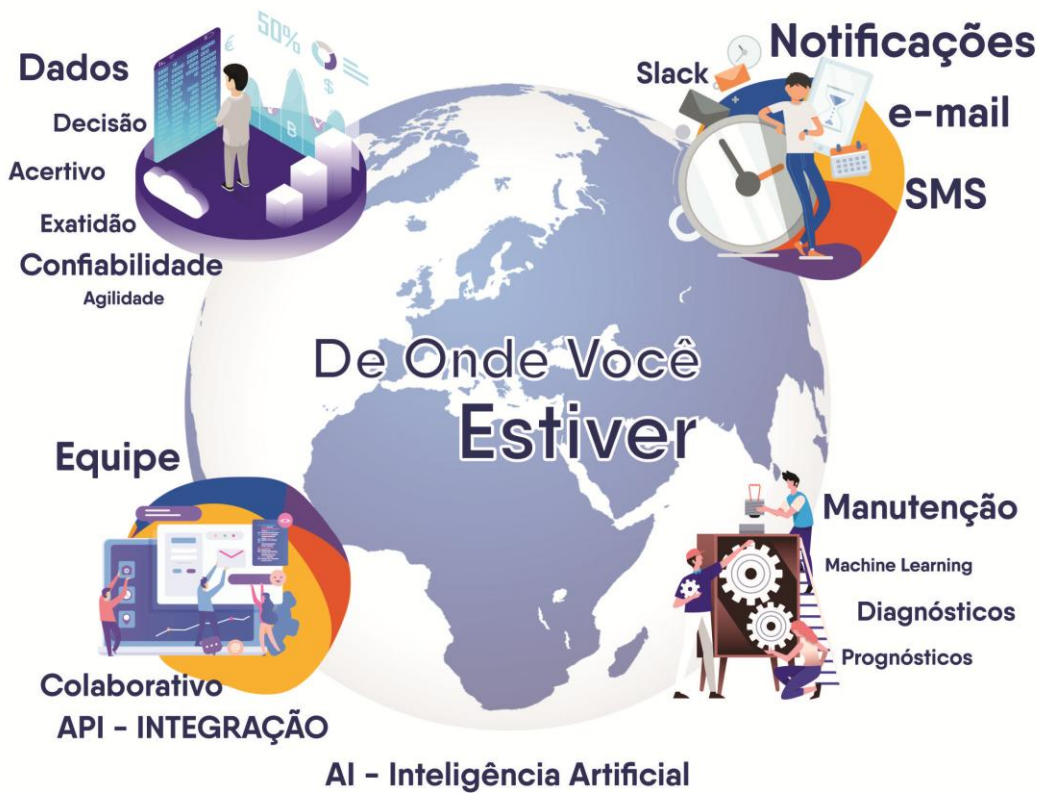 Dados
Decisão
Acertivo
Exatidão
Confiabilidade
Agilidade
50%
€
$
B
Notificações
Slack
e-mail
SMS
De Onde Você
Estiver
Equipe
Colaborativo
API - INTEGRAÇÃO
Manutenção
Machine Learning
Diagnósticos
Prognósticos
AI - Inteligência Artificial